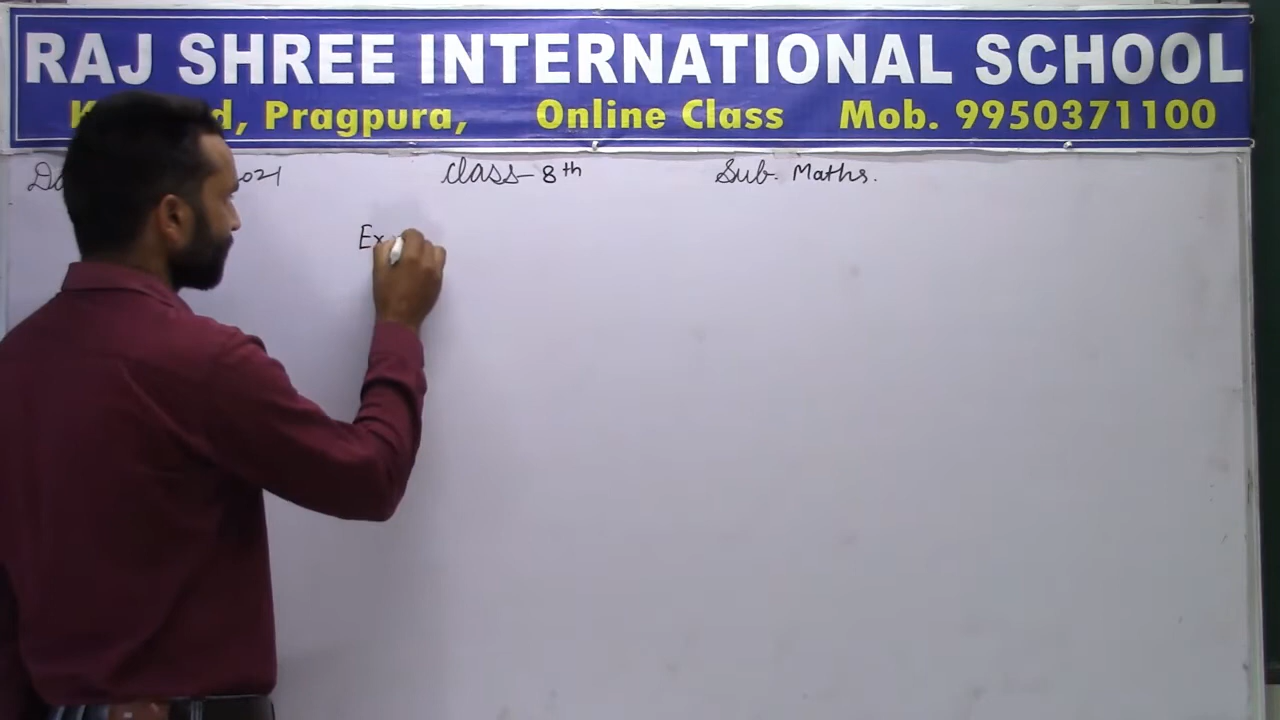 RAJ SHREE INTERNATIONAL SCHOOL
d, Pragpura, Online Class Mob. 9950371100
Class - 8th Sub. Maths.